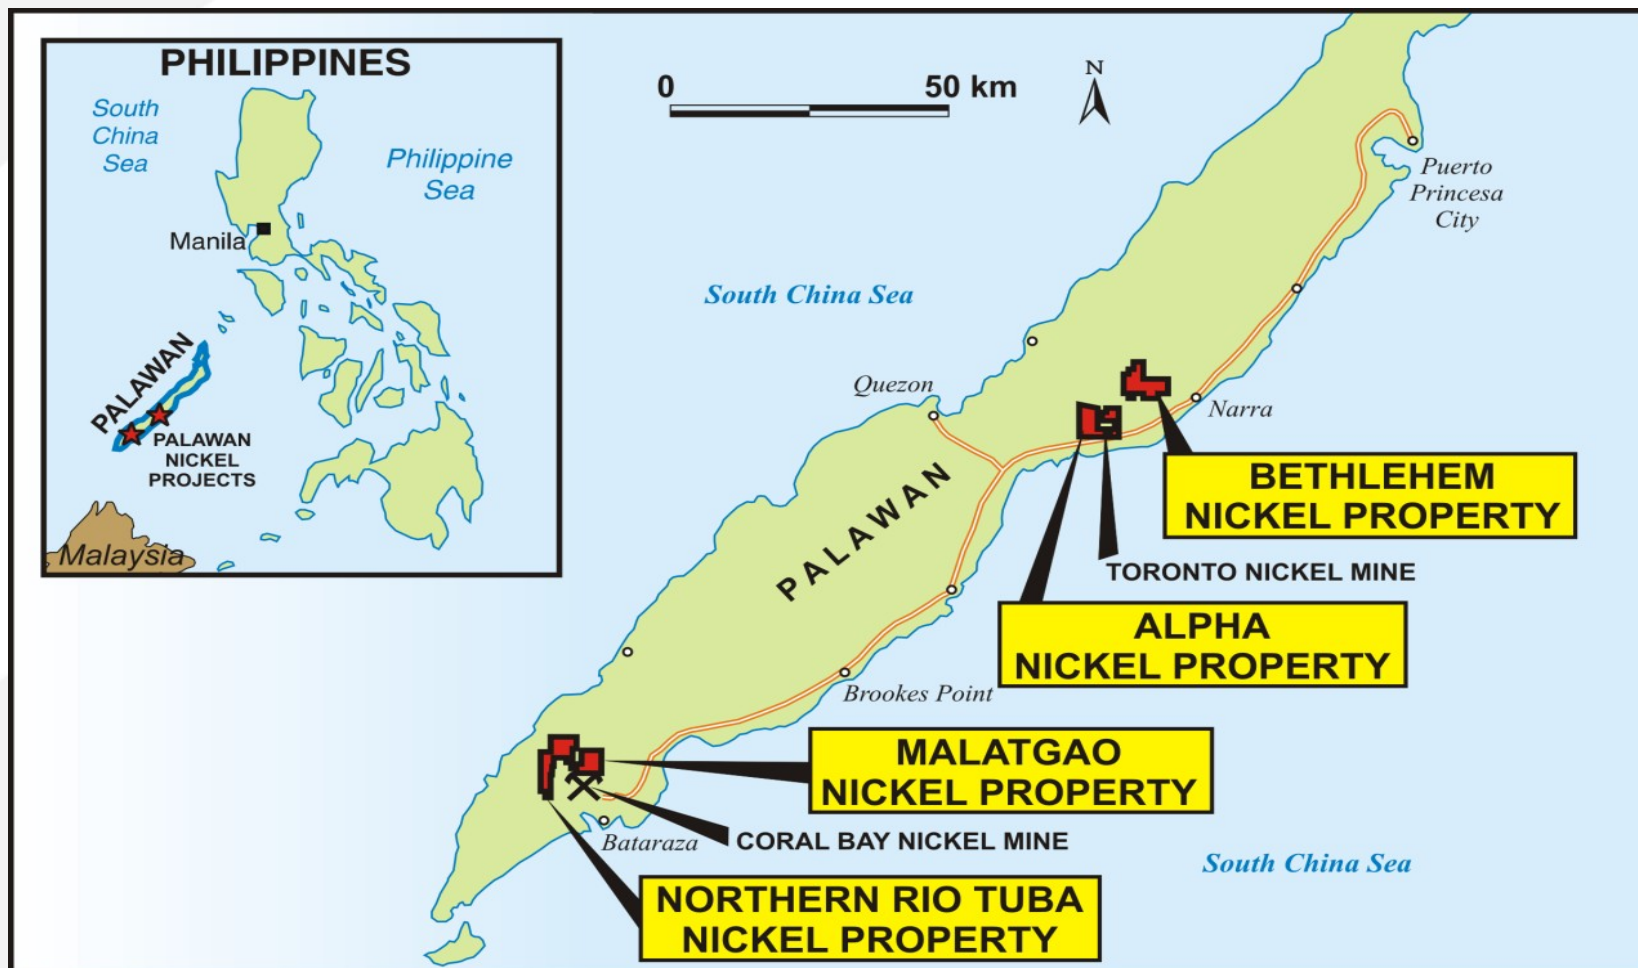 PHILIPPINES
South
China
Sea
Philippine
Sea
Manila
PALAWAN
PALAWAN
NICKEL
PROJECTS
Malaysia
0 50 km
N
Puerto
Princesa
City
South China Sea
Quezon
Narra
BETHLEHEM
NICKEL PROPERTY
PALAWAN
TORONTO NICKEL MINE
ALPHA
NICKEL PROPERTY
Brookes Point
MALATGAO
NICKEL PROPERTY
Bataraza
CORAL BAY NICKEL MINE
South China Sea
NORTHERN RIO TUBA
NICKEL PROPERTY